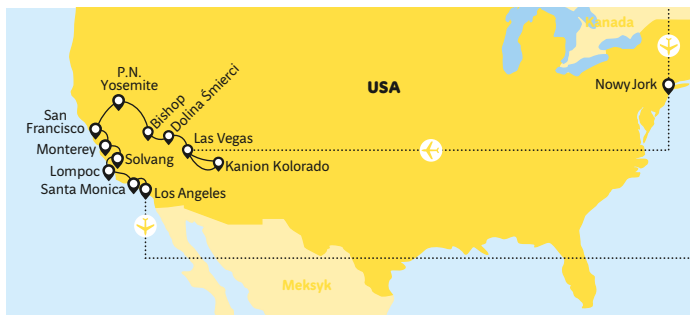 Kanada
P.N.
Yosemite
USA
Nowy Jork
Bishop
Dolina Śmierci
San
Francisco
Las Vegas
Monterey
Solvang
Kanion Kolorado
Lompoc
Santa Monica
Los Angeles
Meksyk